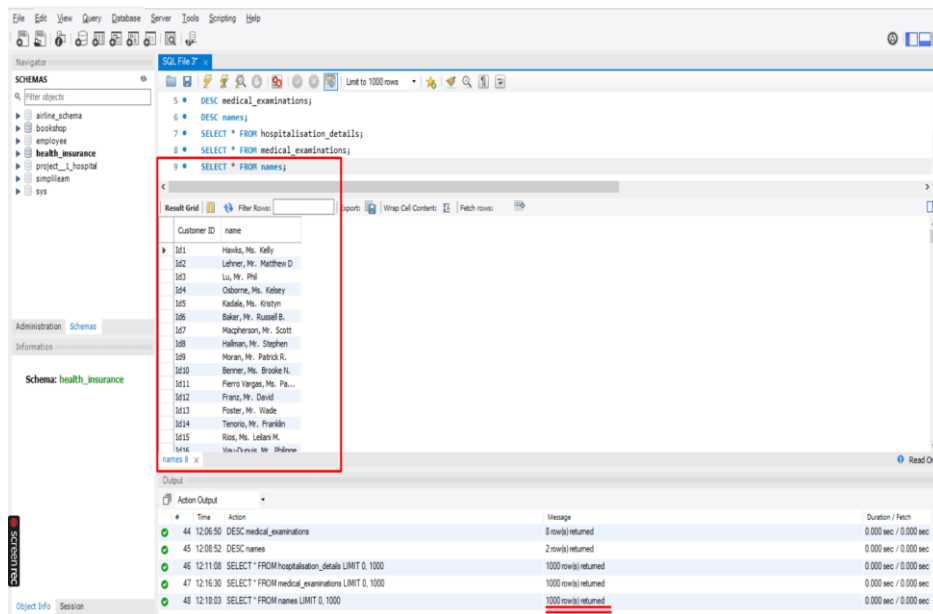 File Edit View Query Database Server Tools Scripting Help
Navigator
SCHEMAS
Filter objects
airline_schema
bookshop
employee
health_insurance
project__1_hospital
simplilearn
sys
Administration Schemas
Information
Schema: health_insurance
Object Info Session
screenrec
SQL File 3* ×
Limit to 1000 rows
5 DESC medical_examinations;
6 DESC names;
7 SELECT * FROM hospitalisation_details;
8 SELECT * FROM medical_examinations;
9 SELECT * FROM names;
Result Grid Filter Rows: Export: Wrap Cell Content: Fetch rows:
Customer ID name
Id1 Hawks, Ms. Kelly
Id2 Lehner, Mr. Matthew D
Id3 Lu, Mr. Phil
Id4 Osborne, Ms. Kelsey
Id5 Kadala, Ms. Kristyn
Id6 Baker, Mr. Russell B.
Id7 Macpherson, Mr. Scott
Id8 Hallman, Mr. Stephen
Id9 Moran, Mr. Patrick R.
Id10 Benner, Ms. Brooke N.
Id11 Fierro Vargas, Ms. Pa...
Id12 Franz, Mr. David
Id13 Foster, Mr. Wade
Id14 Tenorio, Mr. Franklin
Id15 Rios, Ms. Leilani M.
Id16 Mr. Philippe
names 8 ×
Read O
Output
Action Output
# Time Action Message Duration / Fetch
44 12:06:50 DESC medical_examinations 8 row(s) returned 0.000 sec / 0.000 sec
45 12:08:52 DESC names 2 row(s) returned 0.000 sec / 0.000 sec
46 12:11:08 SELECT * FROM hospitalisation_details LIMIT 0, 1000 1000 row(s) returned 0.000 sec / 0.000 sec
47 12:16:30 SELECT * FROM medical_examinations LIMIT 0, 1000 1000 row(s) returned 0.000 sec / 0.000 sec
48 12:18:03 SELECT * FROM names LIMIT 0, 1000 1000 row(s) returned 0.000 sec / 0.000 sec